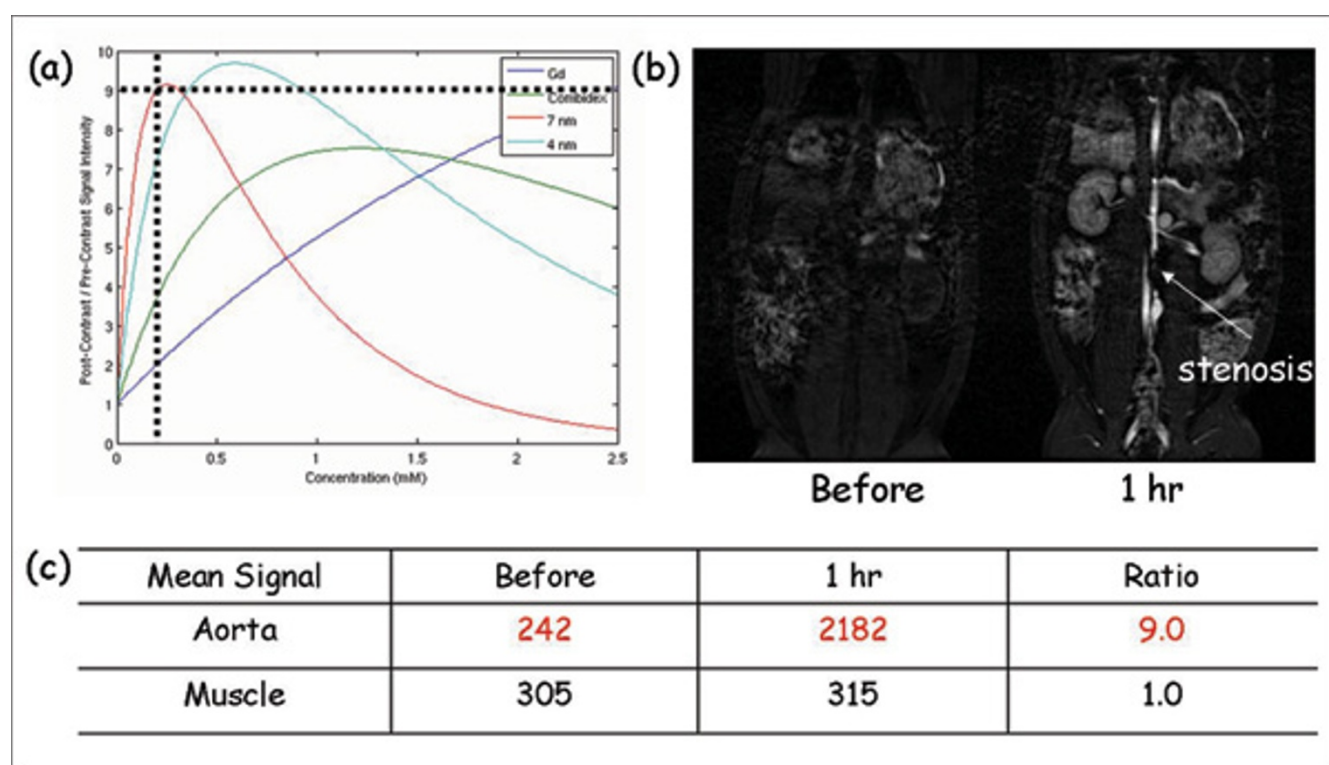 (a)
10
9
8
7
6
5
4
3
2
1
0
0 0.5 1 1.5 2 2.5
Post-Contrast / Pre-Contrast Signal Intensity
Concentration (mM)
Gd
Combidex
7 nm
4 nm
(b)
stenosis
Before 1 hr
(c)
Mean Signal Before 1 hr Ratio
Aorta 242 2182 9.0
Muscle 305 315 1.0